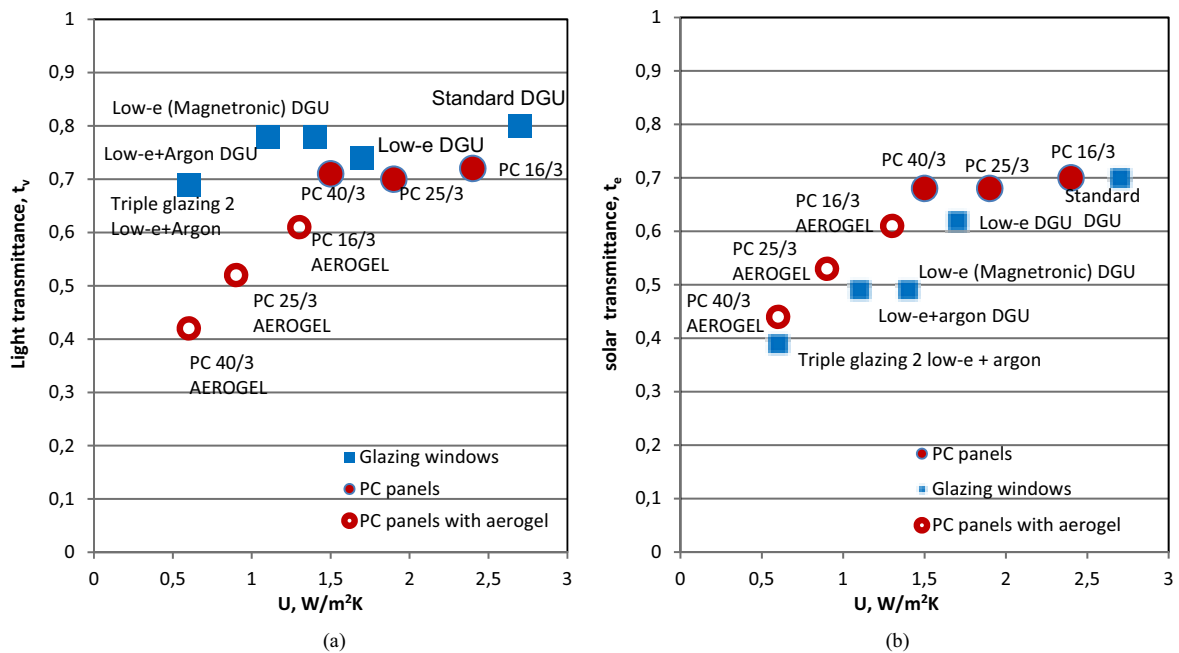 1
0,9
0,8
0,7
0,6
0,5
0,4
0,3
0,2
0,1
0
Light transmittance, tv
Low-e (Magnetronic) DGU
Standard DGU
Low-e+Argon DGU
Low-e DGU
PC 16/3
PC 40/3
PC 25/3
Triple glazing 2
Low-e+Argon
PC 16/3
AEROGEL
PC 25/3
AEROGEL
PC 40/3
AEROGEL
Glazing windows
PC panels
PC panels with aerogel
0
0,5
1
1,5
2
2,5
3
U, W/m²K
(a)
1
0,9
0,8
0,7
0,6
0,5
0,4
0,3
0,2
0,1
0
solar transmittance, te
PC 40/3
PC 25/3
PC 16/3
PC 16/3
AEROGEL
Standard
DGU
Low-e DGU
PC 25/3
AEROGEL
Low-e (Magnetronic) DGU
PC 40/3
AEROGEL
Low-e+argon DGU
Triple glazing 2 low-e + argon
PC panels
Glazing windows
PC panels with aerogel
0
0,5
1
1,5
2
2,5
3
U, W/m²K
(b)